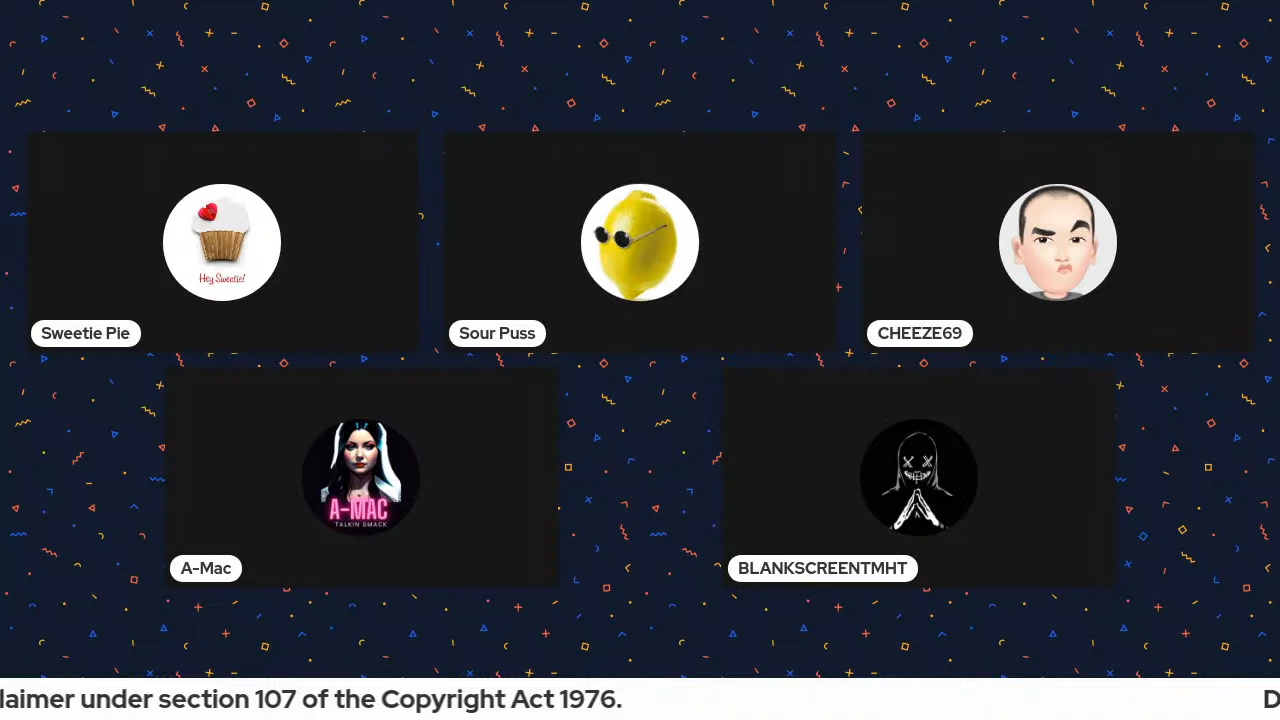 Hey Sweetie!
Sweetie Pie
Sour Puss
CHEEZE69
A-MAC
TALKIN SMACK
A-Mac
BLANKSCREENTMHT
laimer under section 107 of the Copyright Act 1976.
D